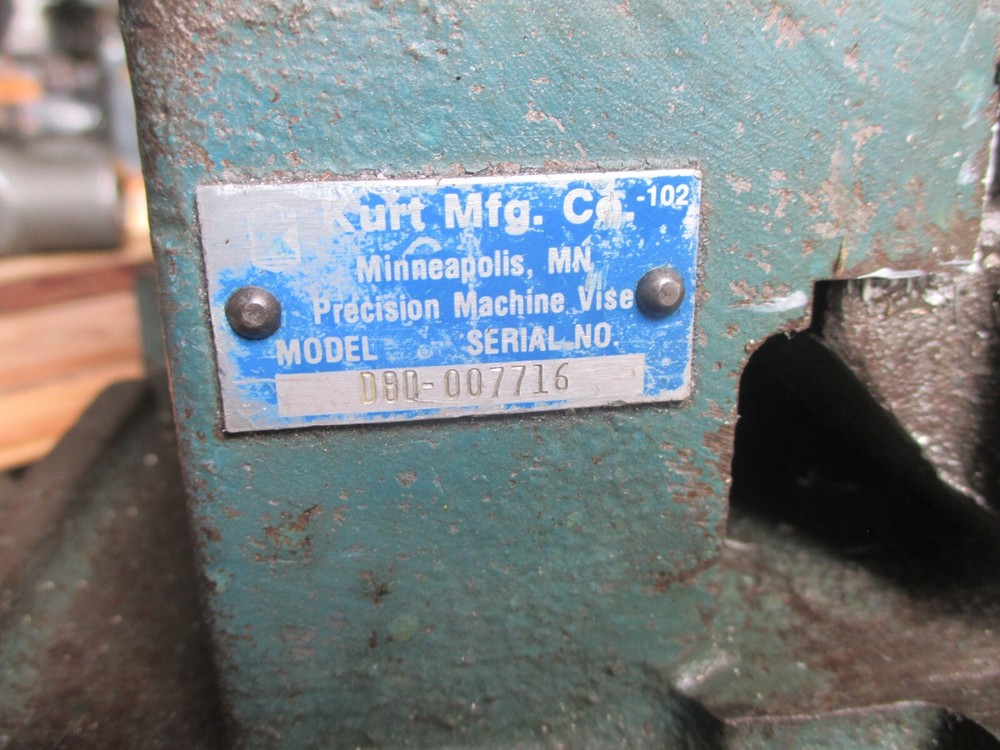 Kurt Mfg. Co. -102
Minneapolis, MN
Precision Machine Vise
MODEL SERIAL NO.
D80-007716